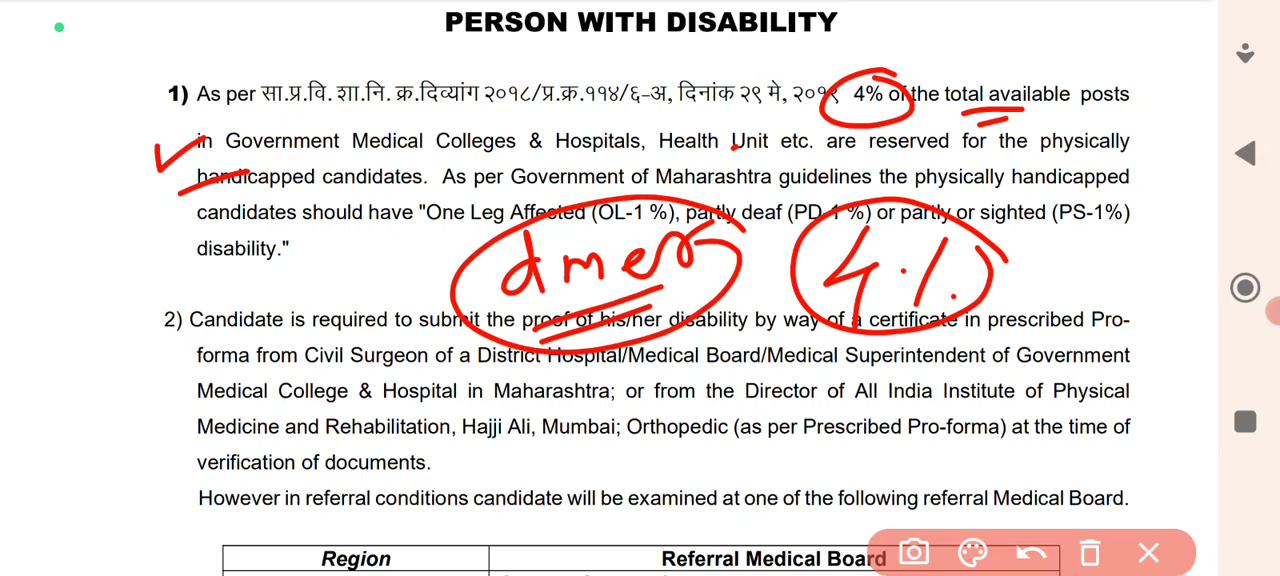 PERSON WITH DISABILITY
1) As per सा.प्र.वि. शा.नि. क्र.दिव्यांग २०१८/प्र.क्र.११४/६-अ, दिनांक २९ मे, २०१९ 4% of the total available posts
in Government Medical Colleges & Hospitals, Health Unit etc. are reserved for the physically
handicapped candidates. As per Government of Maharashtra guidelines the physically handicapped
candidates should have "One Leg Affected (OL-1 %), partly deaf (PD-1 %) or partly or sighted (PS-1%)
disability."
dmer
4%
2) Candidate is required to submit the proof of his/her disability by way of a certificate in prescribed Pro-
forma from Civil Surgeon of a District Hospital/Medical Board/Medical Superintendent of Government
Medical College & Hospital in Maharashtra; or from the Director of All India Institute of Physical
Medicine and Rehabilitation, Hajji Ali, Mumbai; Orthopedic (as per Prescribed Pro-forma) at the time of
verification of documents.
However in referral conditions candidate will be examined at one of the following referral Medical Board.
Region Referral Medical Board